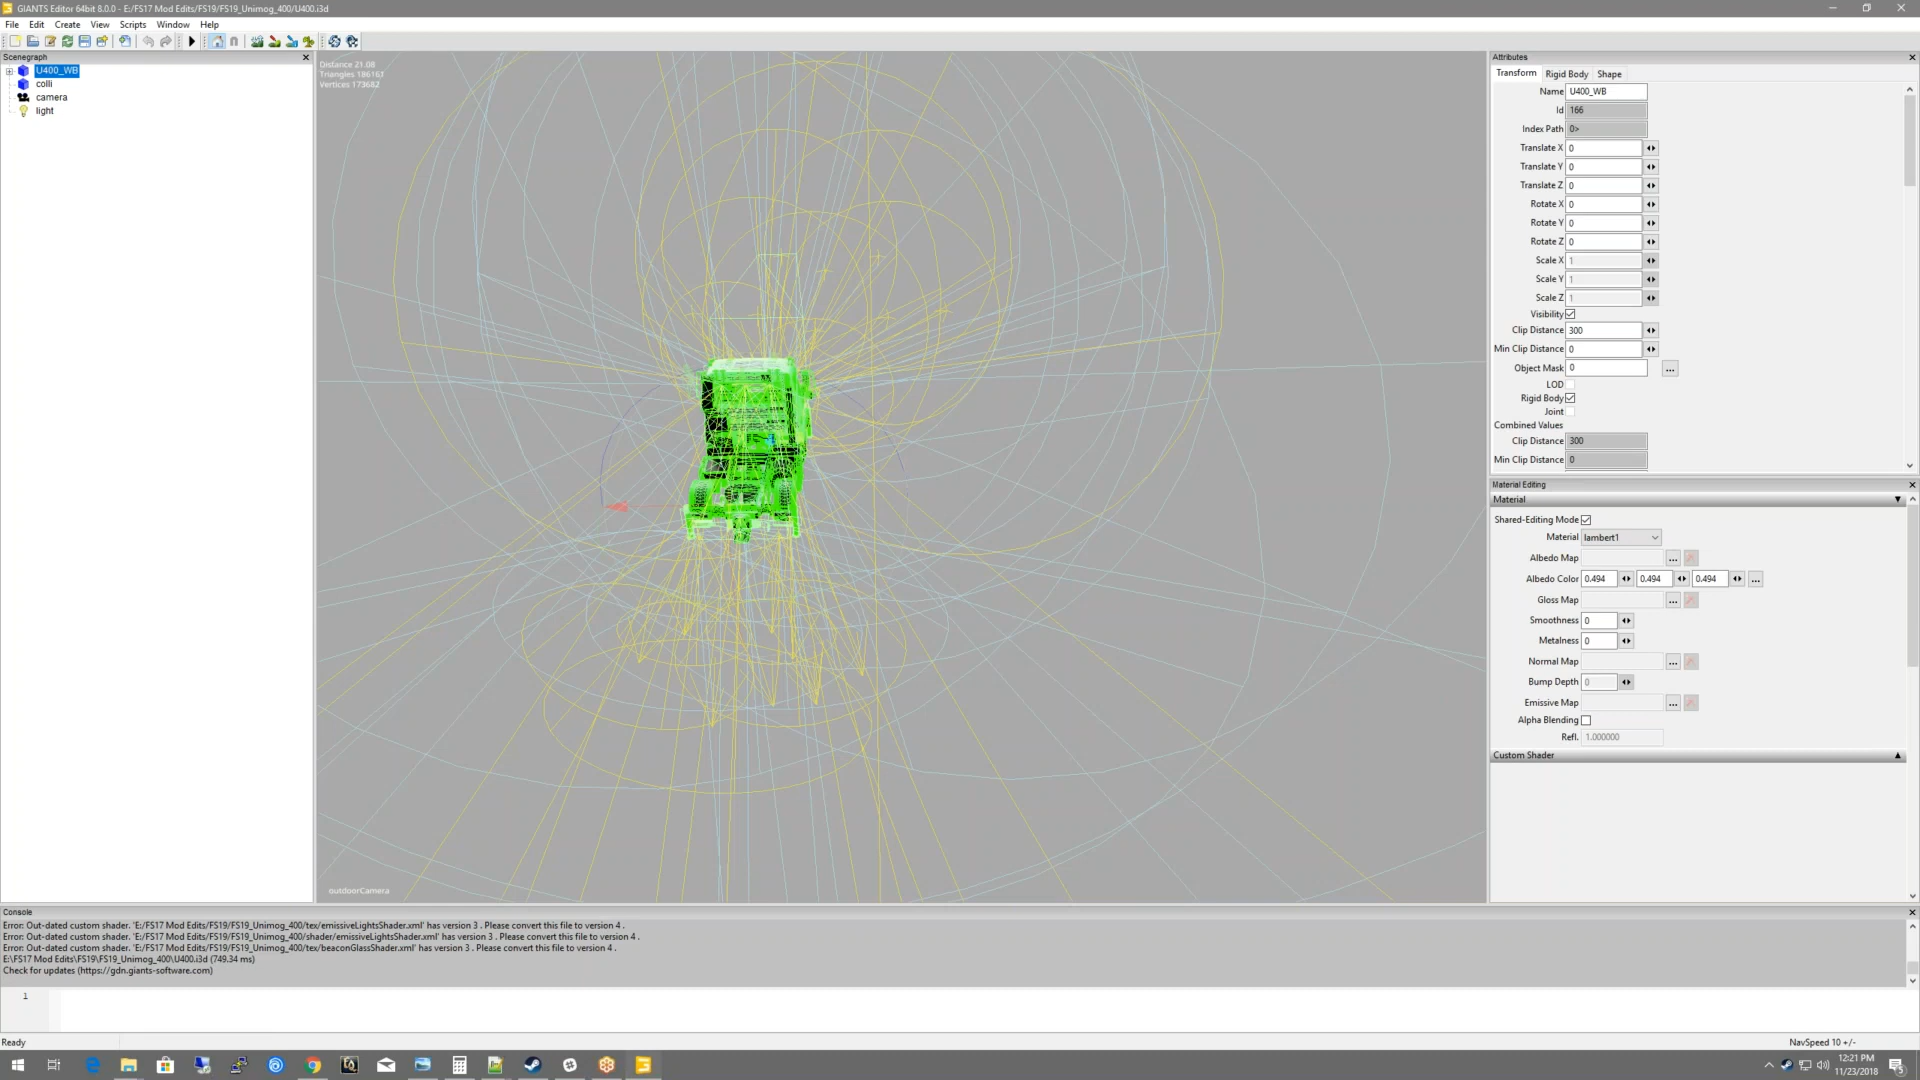 GIANTS Editor 64bit 8.0.0 - E:/FS17 Mod Edits/FS19/FS19_Unimog_400/U400.i3d
File Edit Create View Scripts Window Help
Scenegraph
U400_WB
colli
camera
light
Distance 21.08
Triangles 186161
Vertices 173682
outdoorCamera
Attributes
Transform Rigid Body Shape
Name U400_WB
Id 166
Index Path 0>
Translate X 0
Translate Y 0
Translate Z 0
Rotate X 0
Rotate Y 0
Rotate Z 0
Scale X 1
Scale Y 1
Scale Z 1
Visibility
Clip Distance 300
Min Clip Distance 0
Object Mask 0 ...
LOD
Rigid Body
Joint
Combined Values
Clip Distance 300
Min Clip Distance 0
Material Editing
Material
Shared-Editing Mode
Material lambert1
Albedo Map ...
Albedo Color 0.494 0.494 0.494 ...
Gloss Map ...
Smoothness 0
Metalness 0
Normal Map ...
Bump Depth 0
Emissive Map ...
Alpha Blending
Refl. 1.000000
Custom Shader
Console
Error: Out-dated custom shader. 'E:/FS17 Mod Edits/FS19/FS19_Unimog_400/tex/emissiveLightsShader.xml' has version 3 . Please convert this file to version 4 .
Error: Out-dated custom shader. 'E:/FS17 Mod Edits/FS19/FS19_Unimog_400/shader/emissiveLightsShader.xml' has version 3 . Please convert this file to version 4 .
Error: Out-dated custom shader. 'E:/FS17 Mod Edits/FS19/FS19_Unimog_400/tex/beaconGlassShader.xml' has version 3 . Please convert this file to version 4 .
E:\FS17 Mod Edits\FS19\FS19_Unimog_400\U400.i3d (749.34 ms)
Check for updates (https://gdn.giants-software.com)
1
Ready
NavSpeed 10 +/-
12:21 PM
11/23/2018